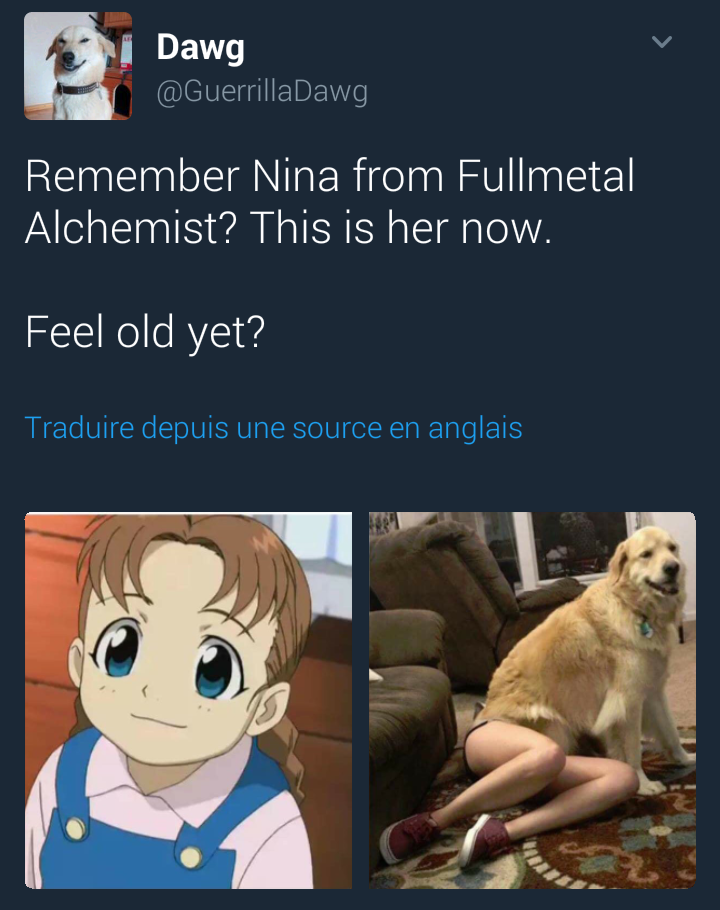 Dawg
@GuerrillaDawg
Remember Nina from Fullmetal
Alchemist? This is her now.
Feel old yet?
Traduire depuis une source en anglais